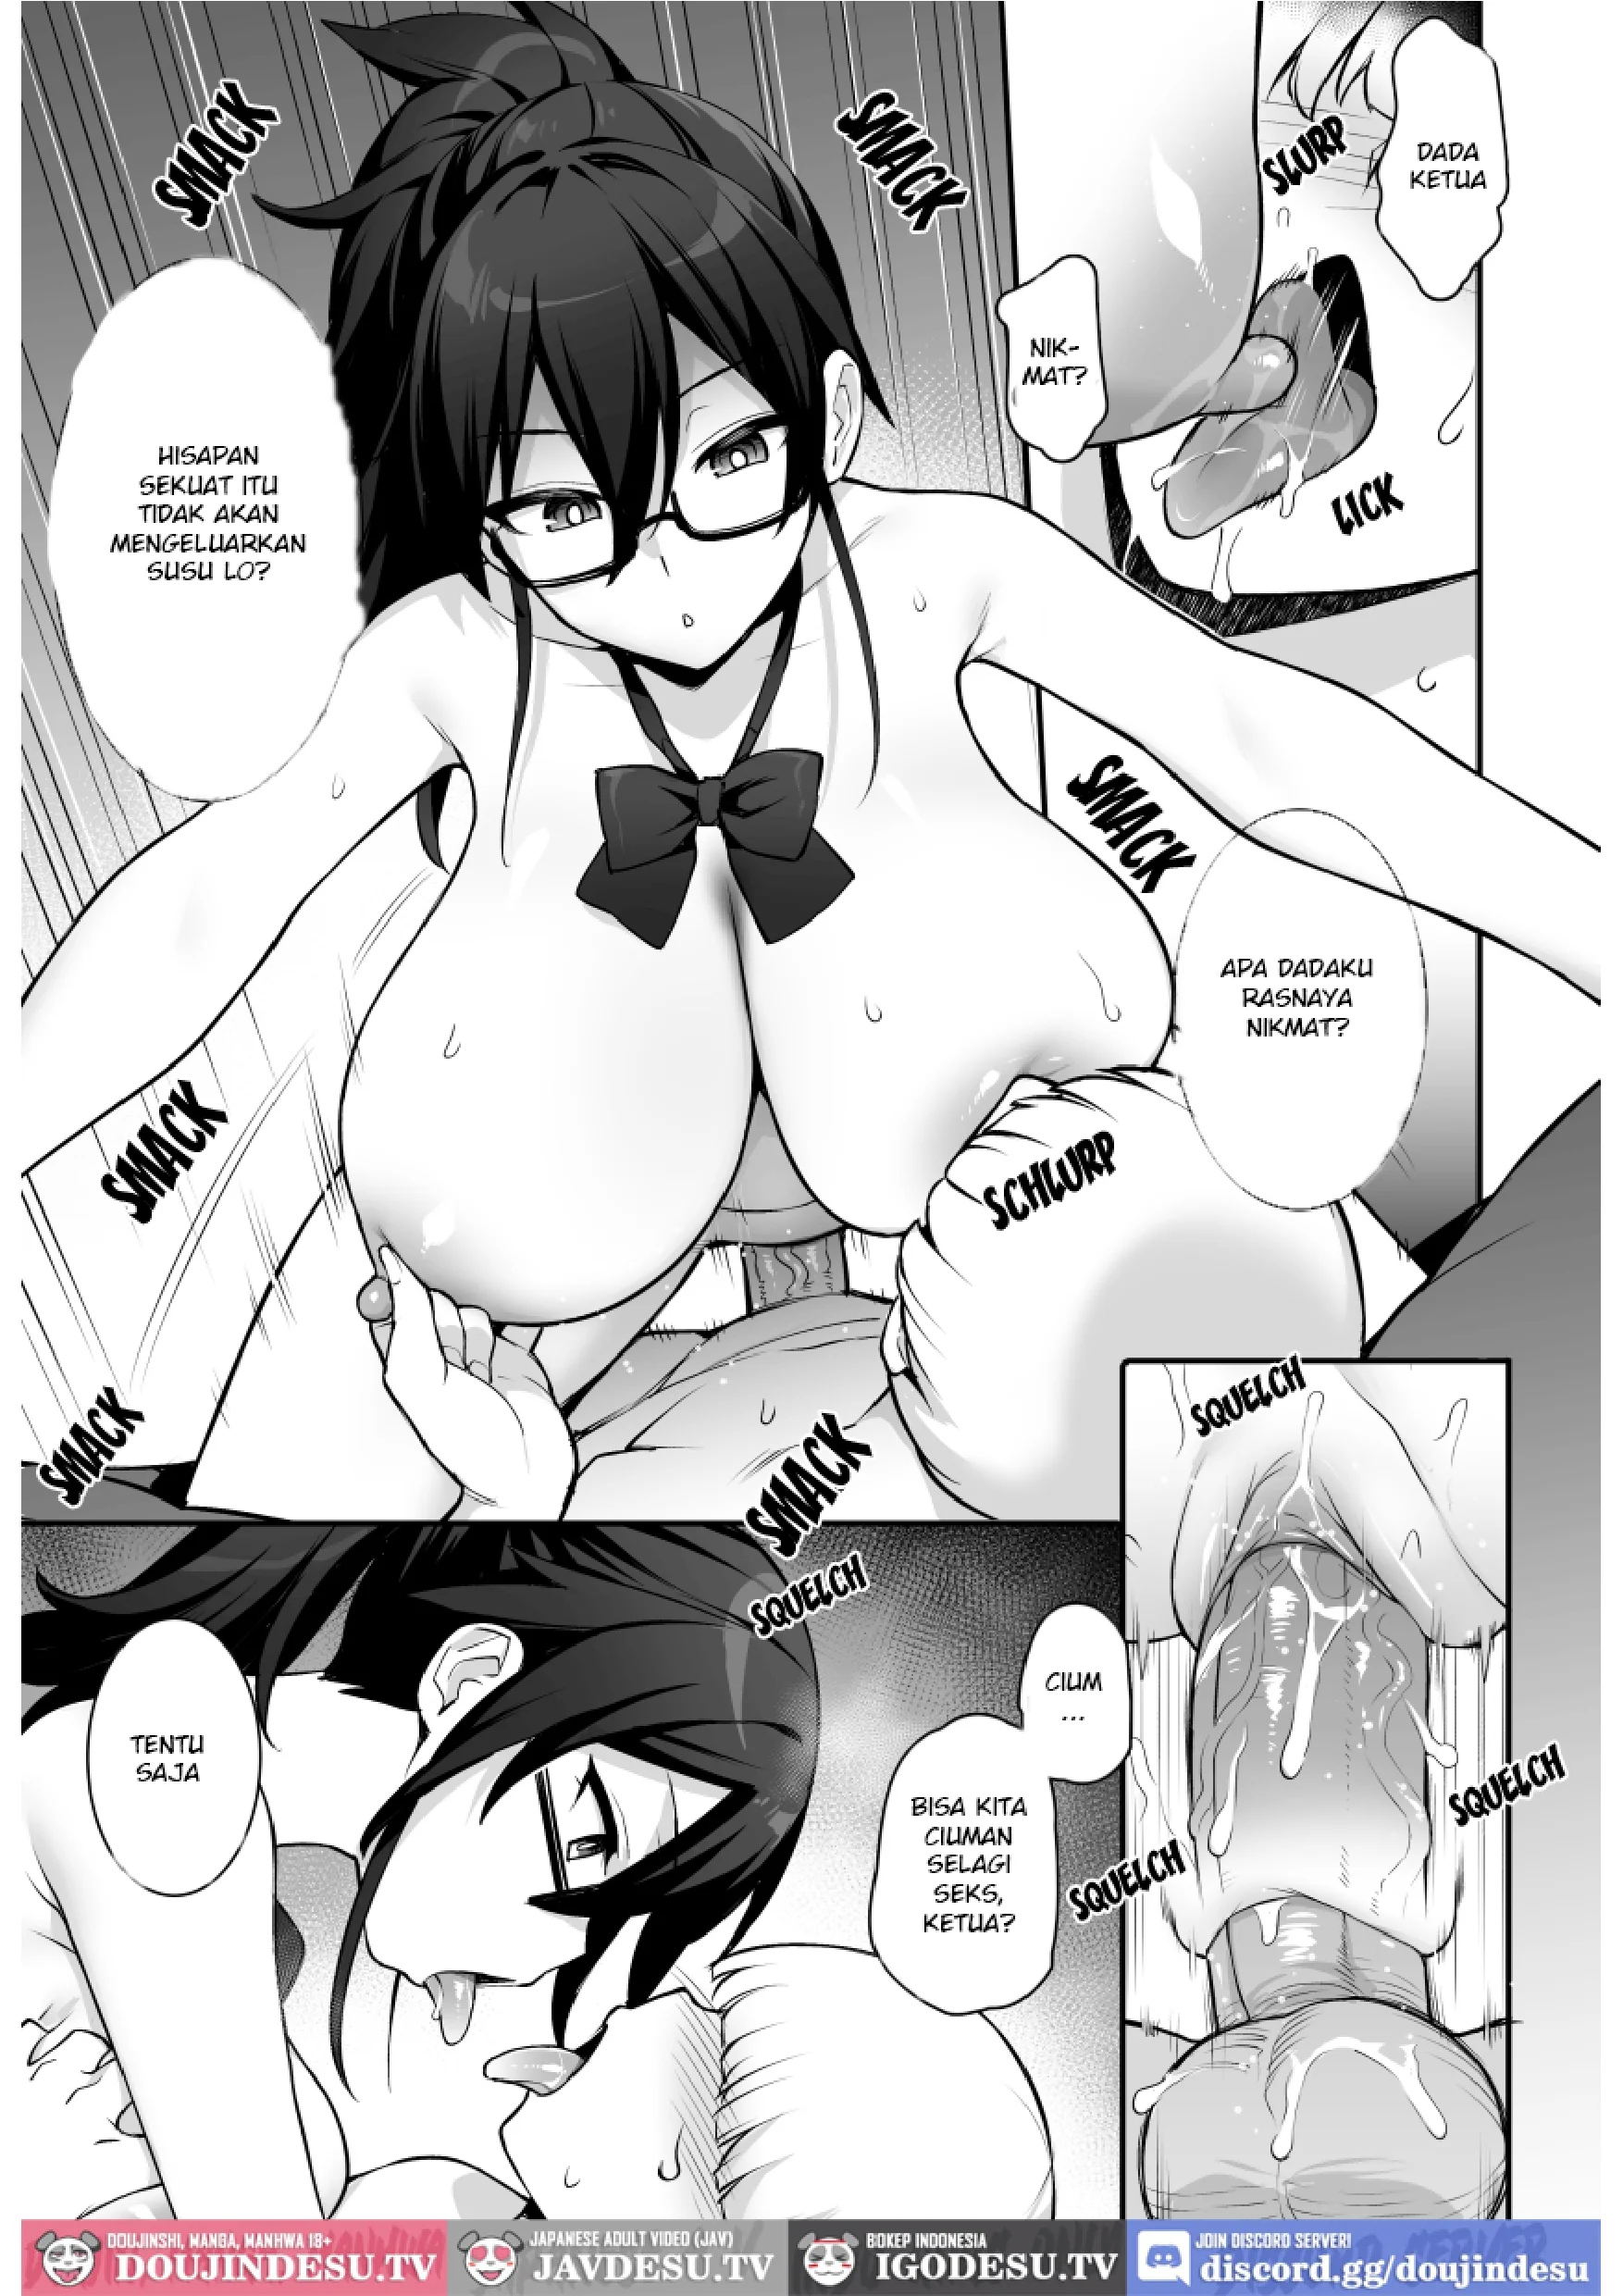 DADA
KETUA
SLURP
NIK-
MAT?
LICK
SMACK
SMACK
HISAPAN
SEKUAT ITU
TIDAK AKAN
MENGELUARKAN
SUSU LO?
SMACK
APA DADAKU
RASNAYA
NIKMAT?
SMACK
SCHLURP
SMACK
SMACK
SQUELCH
SQUELCH
SQUELCH
SQUELCH
CIUM
...
BISA KITA
CIUMAN
SELAGI
SEKS,
KETUA?
TENTU
SAJA
DOUJINSHI, MANGA, MANHWA 18+
DOUJINDESU.TV
JAPANESE ADULT VIDEO (JAV)
JAVDESU.TV
BOKEP INDONESIA
IGODESU.TV
JOIN DISCORD SERVER!
discord.gg/doujindesu